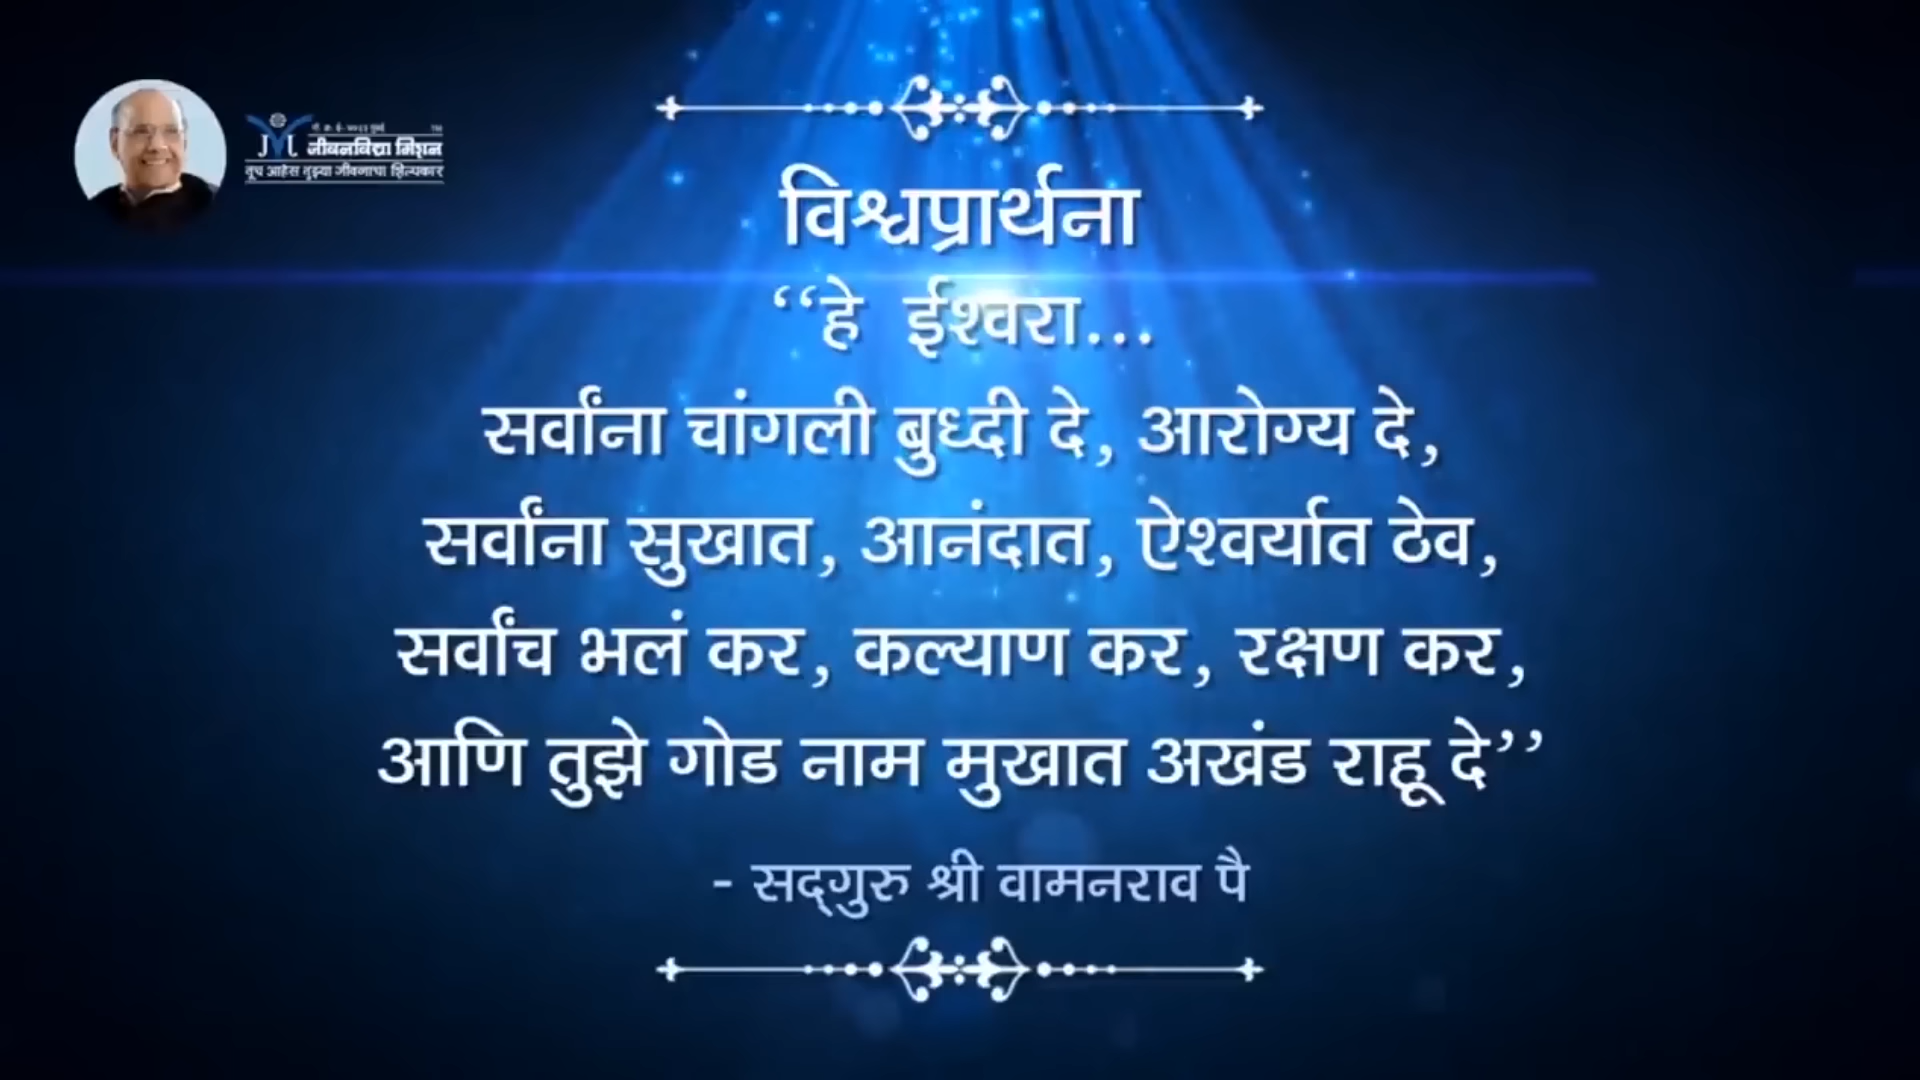 जीवनविद्या मिशन
तूच आहेस तुझ्या जीवनाचा शिल्पकार
विश्वप्रार्थना
‘‘हे ईश्वरा...
सर्वांना चांगली बुध्दी दे, आरोग्य दे,
सर्वांना सुखात, आनंदात, ऐश्वर्यात ठेव,
सर्वांच भलं कर, कल्याण कर, रक्षण कर,
आणि तुझे गोड नाम मुखात अखंड राहू दे’’
- सद्‌गुरु श्री वामनराव पै